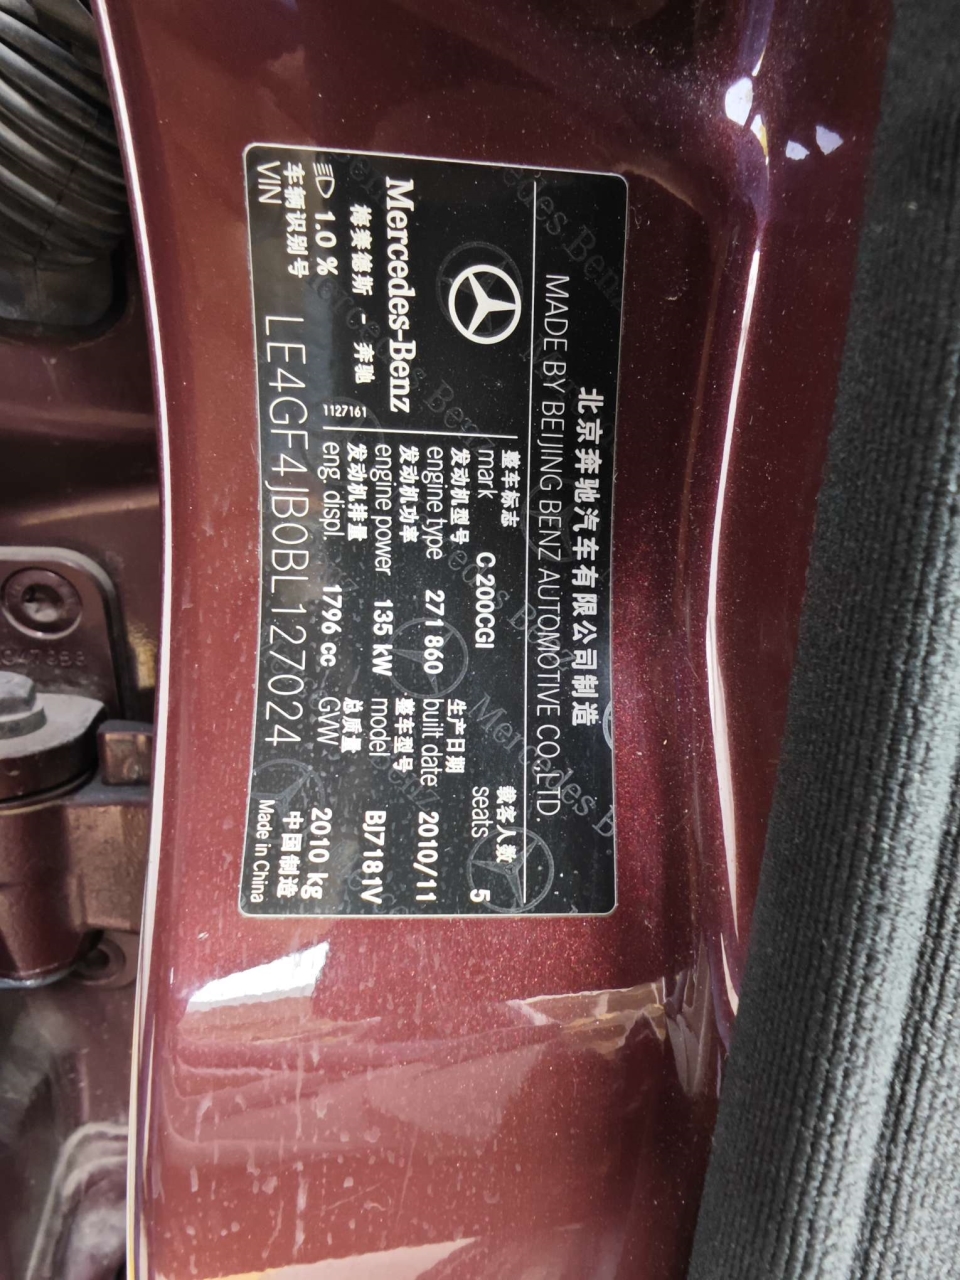 北京奔驰汽车有限公司制造
MADE BY BEIJING BENZ AUTOMOTIVE CO.,LTD.
Mercedes-Benz
梅赛德斯 - 奔驰
1.0 %
1127161
整车标志 载客人数
mark C 200CGI seats 5
发动机型号 生产日期
engine type 271 860 built date 2010/11
发动机功率 整车型号
engine power 135 kW model BJ7181V
发动机排量 总质量
eng. displ. 1796 cc GVW 2010 kg
车辆识别号 中国制造
VIN LE4GF4JB0BL127024 Made in China